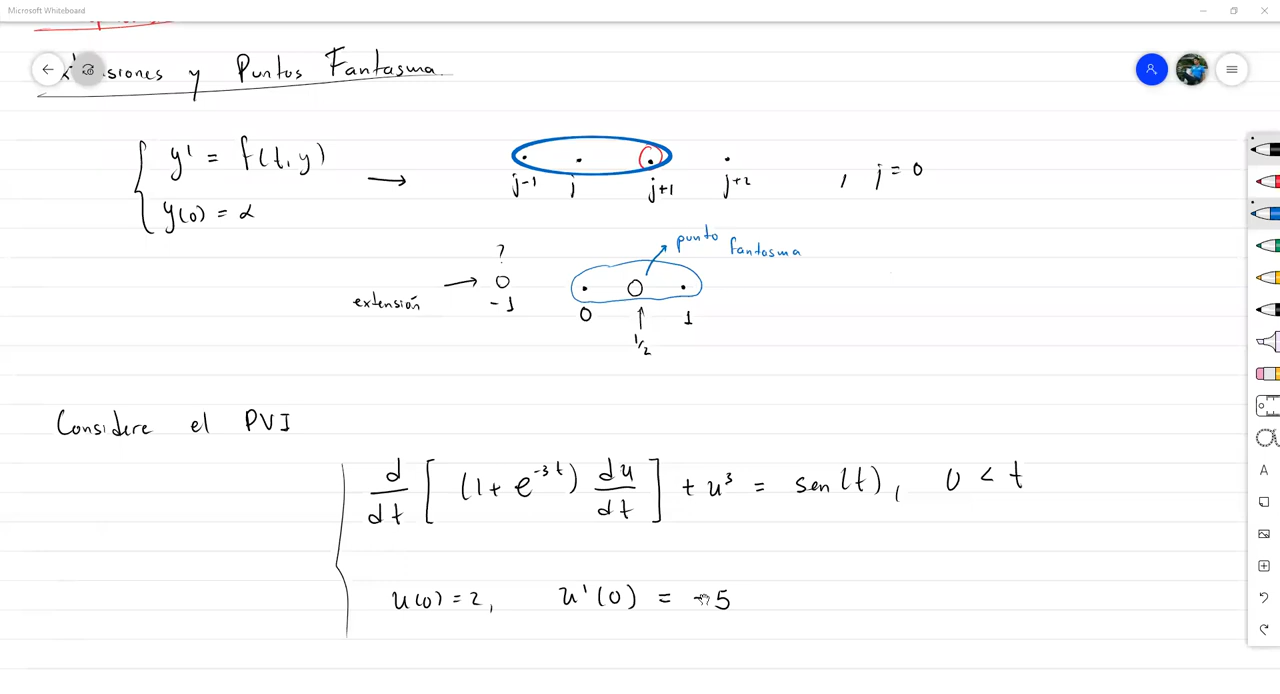 Microsoft Whiteboard
siones y Puntos Fantasma
y' = f(t, y)
y(0) = α
j-1 j j+1 j+2 , j = 0
punto fantasma
?
extensión
-1 0 1
1/2
Considere el PVI
d/dt [ (1 + e^{-3t}) du/dt ] + u³ = sen(t), 0 < t
u(0) = 2, u'(0) = -5
A